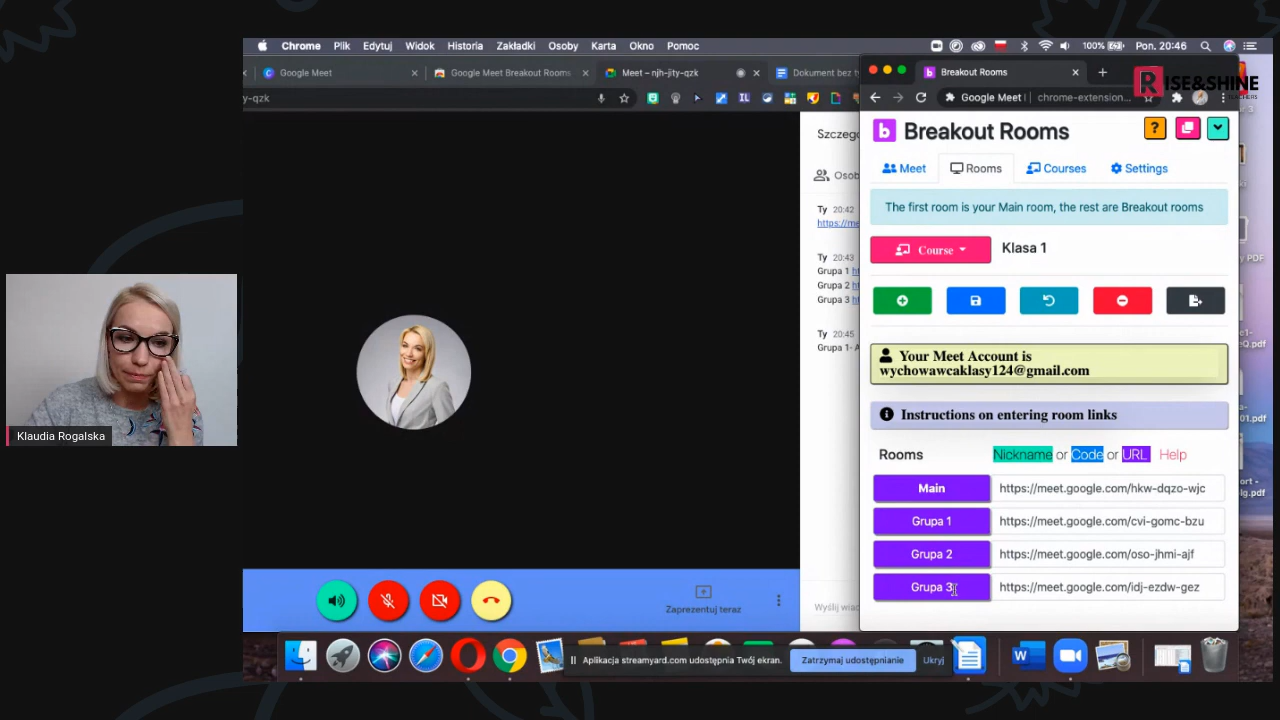 Chrome Plik Edytuj Widok Historia Zakładki Osoby Karta Okno Pomoc
100% Pon. 20:46
Google Meet
Google Meet Breakout Rooms
Meet – njh-jity-qzk
Dokument bez
Breakout Rooms
y-qzk
Google Meet
chrome-extension...
RISE&SHINE
TEACHERS
Breakout Rooms
Meet Rooms Courses Settings
The first room is your Main room, the rest are Breakout rooms
Course Klasa 1
Your Meet Account is
wychowawcaklasy124@gmail.com
Instructions on entering room links
Rooms Nickname or Code or URL Help
Main https://meet.google.com/hkw-dqzo-wjc
Grupa 1 https://meet.google.com/cvi-gomc-bzu
Grupa 2 https://meet.google.com/oso-jhmi-ajf
Grupa 3 https://meet.google.com/idj-ezdw-gez
Szczegó
Osob
Ty 20:42
https://me
Ty 20:43
Grupa 1
Grupa 2
Grupa 3
Ty 20:45
Grupa 1- A
Wyślij wiad
Zaprezentuj teraz
Klaudia Rogalska
Aplikacja streamyard.com udostępnia Twój ekran.
Zatrzymaj udostępnianie
Ukryj